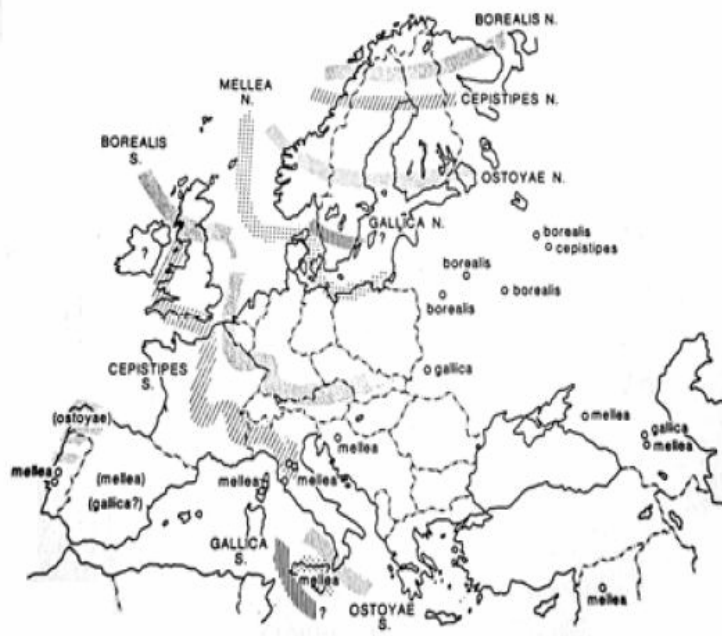 BOREALIS N.
MELLEA
N.
CEPISTIPES N.
BOREALIS
S.
OSTOYAE N.
?
GALLICA N.
?
borealis
cepistipes
borealis
borealis
borealis
CEPISTIPES
S.
gallica
(ostoyae)
mellea
gallica
mellea
mellea
mellea
(mellea)
(gallica?)
mellea
mellea
GALLICA
S.
mellea
?
OSTOYAE
S.
mellea